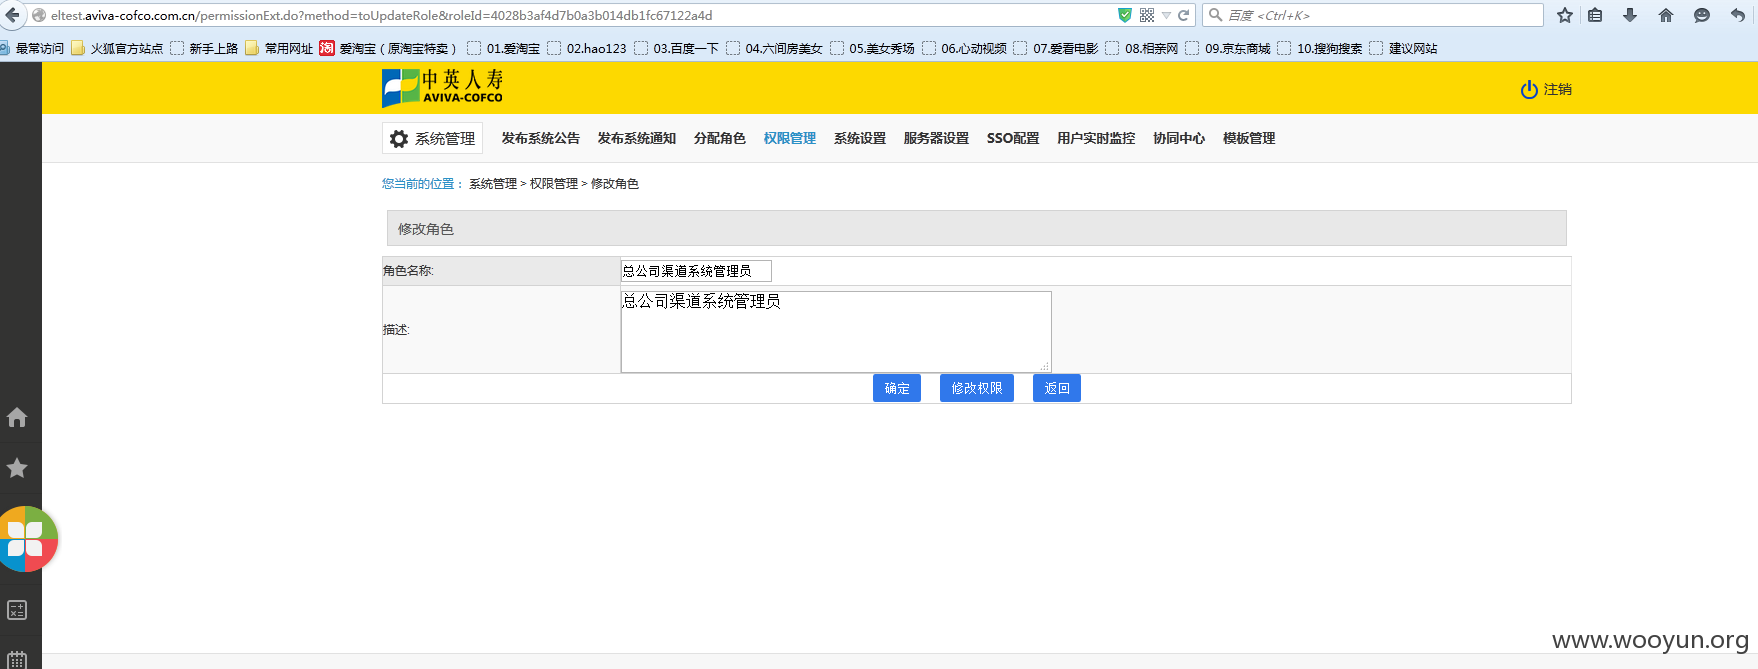 eltest.aviva-cofco.com.cn/permissionExt.do?method=toUpdateRole&roleId=4028b3af4d7b0a3b014db1fc67122a4d 百度 <Ctrl+K>
最常访问 火狐官方站点 新手上路 常用网址 淘 爱淘宝（原淘宝特卖） 01.爱淘宝 02.hao123 03.百度一下 04.六间房美女 05.美女秀场 06.心动视频 07.爱看电影 08.相亲网 09.京东商城 10.搜狗搜索 建议网站
中英人寿
AVIVA-COFCO
注销
系统管理 发布系统公告 发布系统通知 分配角色 权限管理 系统设置 服务器设置 SSO配置 用户实时监控 协同中心 模板管理
您当前的位置： 系统管理 > 权限管理 > 修改角色
修改角色
角色名称: 总公司渠道系统管理员
总公司渠道系统管理员
描述:
确定 修改权限 返回
www.wooyun.org